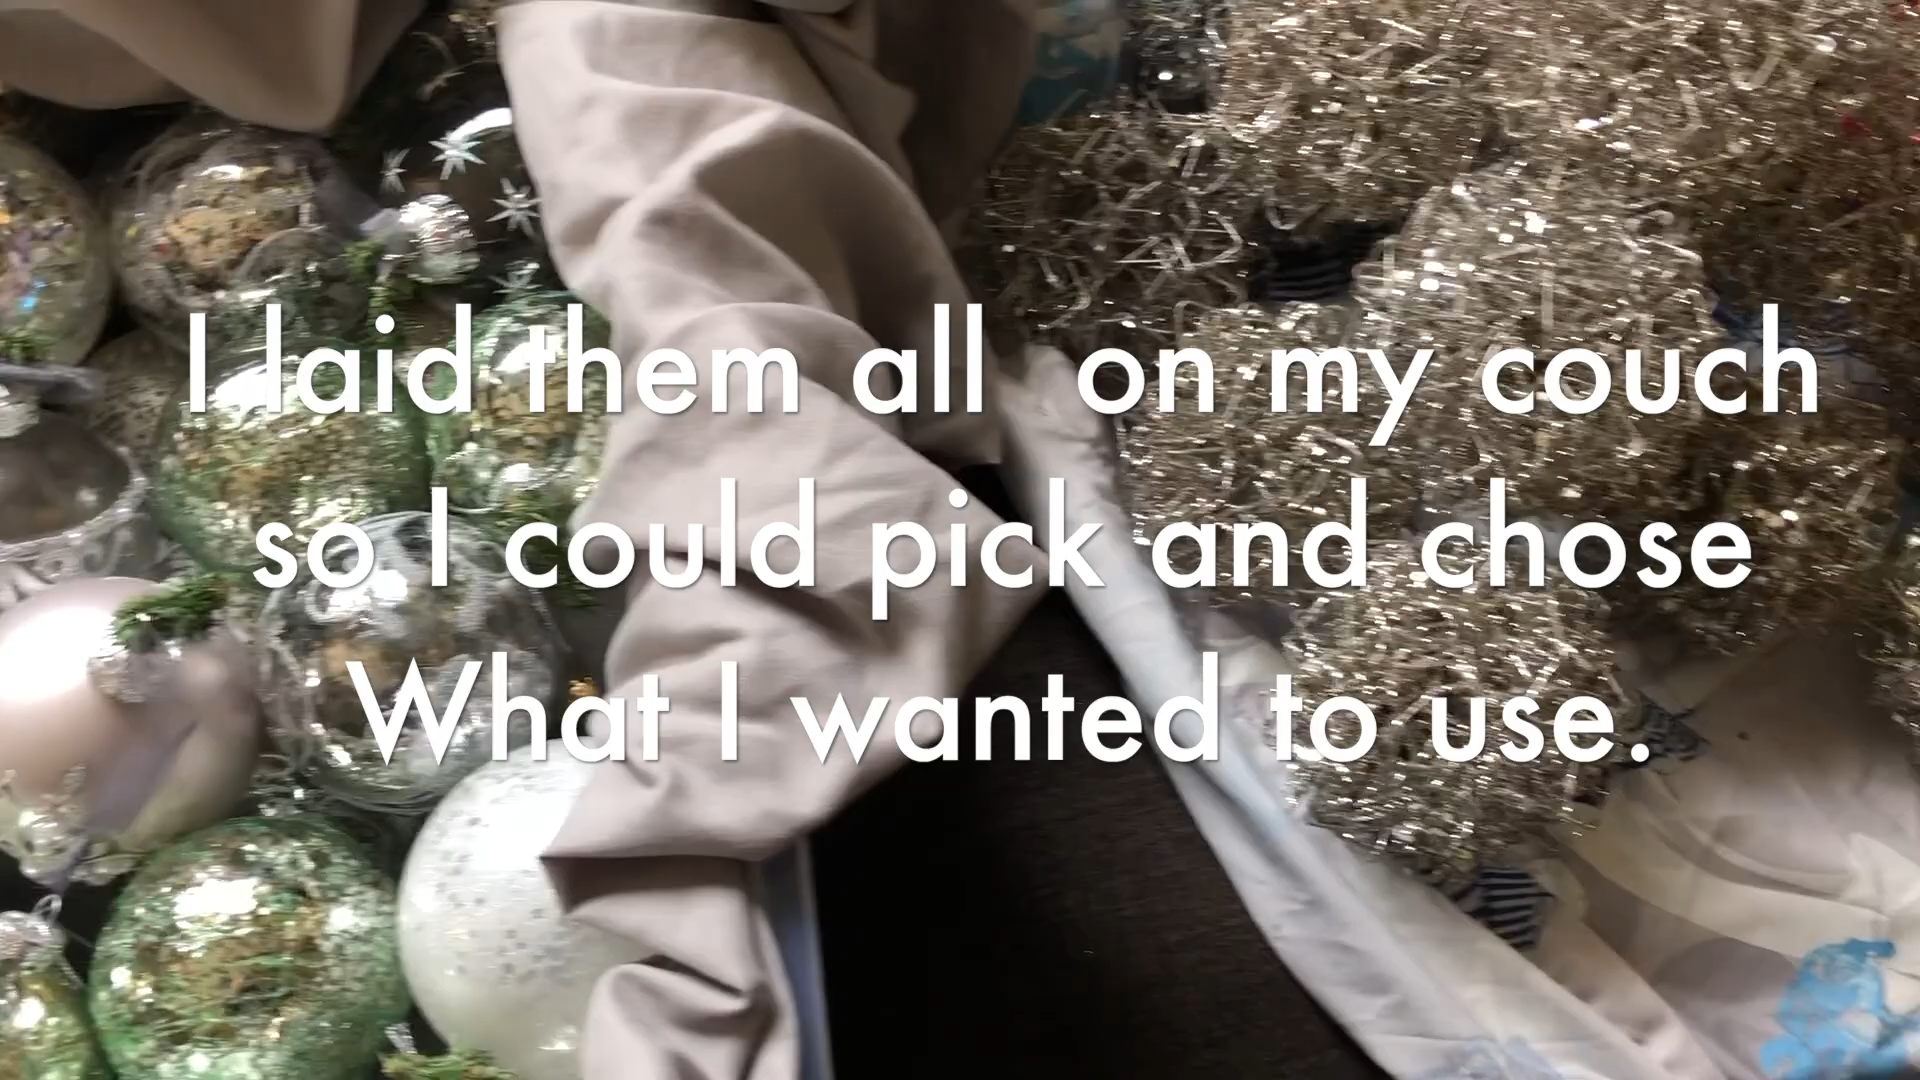 I laid them all on my couch
so I could pick and chose
What I wanted to use.